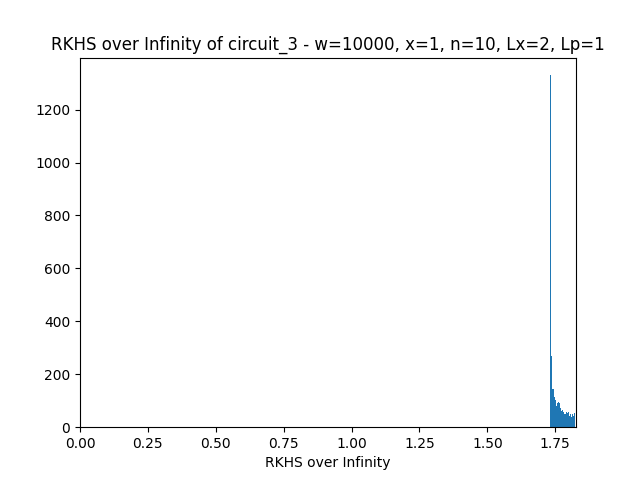 RKHS over Infinity of circuit_3 - w=10000, x=1, n=10, Lx=2, Lp=1
1200
1000
800
600
400
200
0
0.00 0.25 0.50 0.75 1.00 1.25 1.50 1.75
RKHS over Infinity